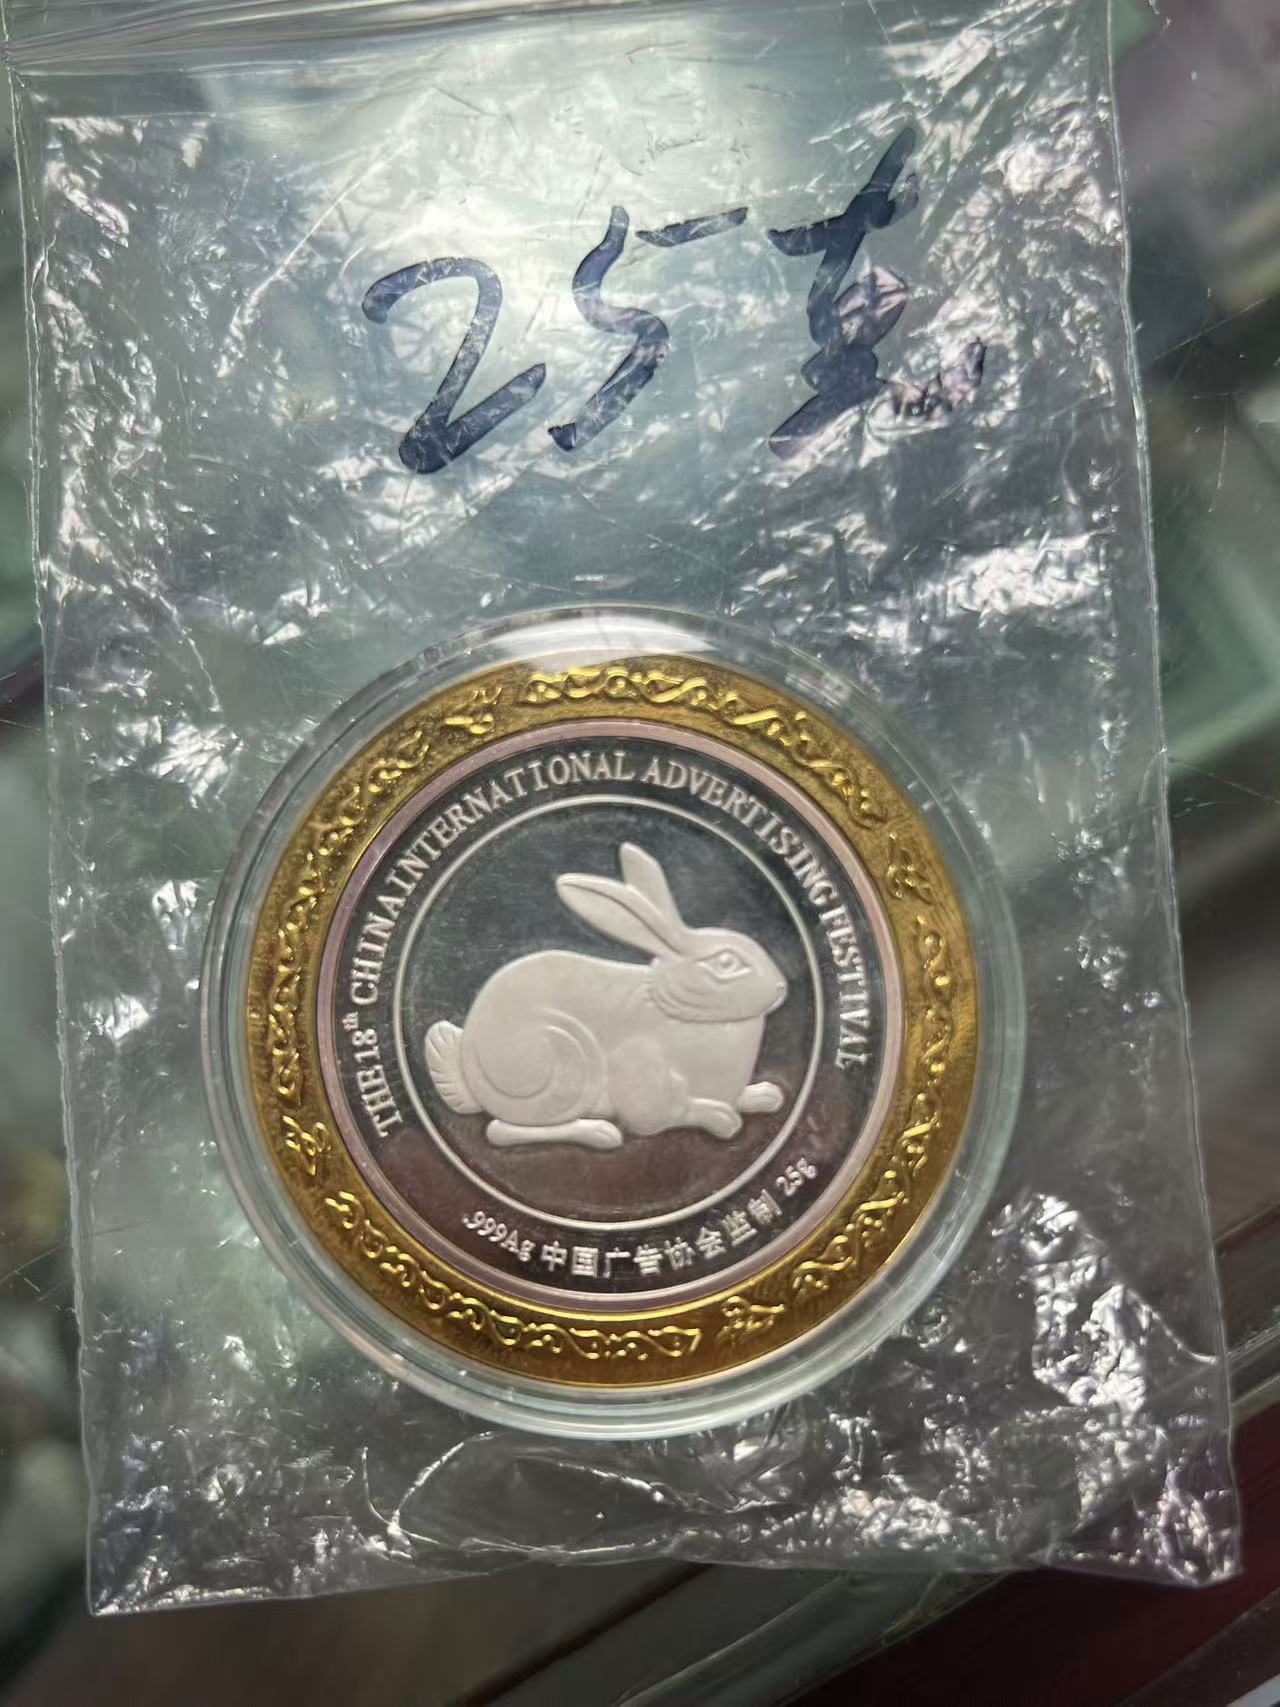 25克
THE 18th CHINA INTERNATIONAL ADVERTISING FESTIVAL
.999Ag 中国广告协会监制 25g